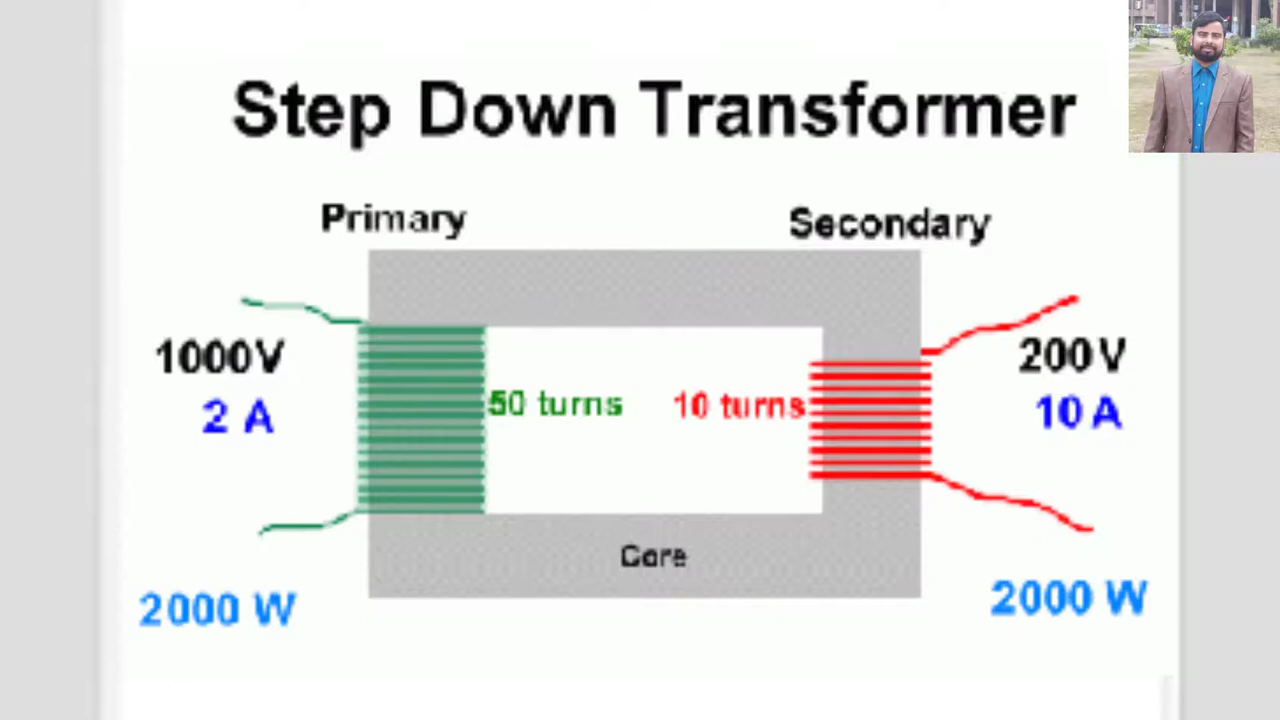 Step Down Transformer
Primary
Secondary
1000V
2 A
50 turns
10 turns
200V
10 A
Core
2000 W
2000 W